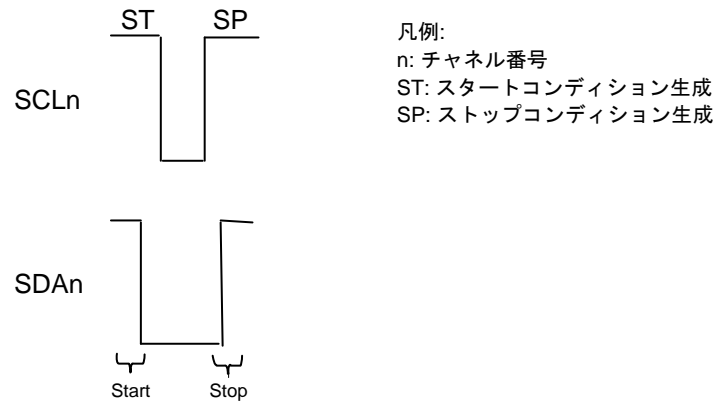 ST SP
SCLn
SDAn
Start Stop
凡例:
n: チャネル番号
ST: スタートコンディション生成
SP: ストップコンディション生成